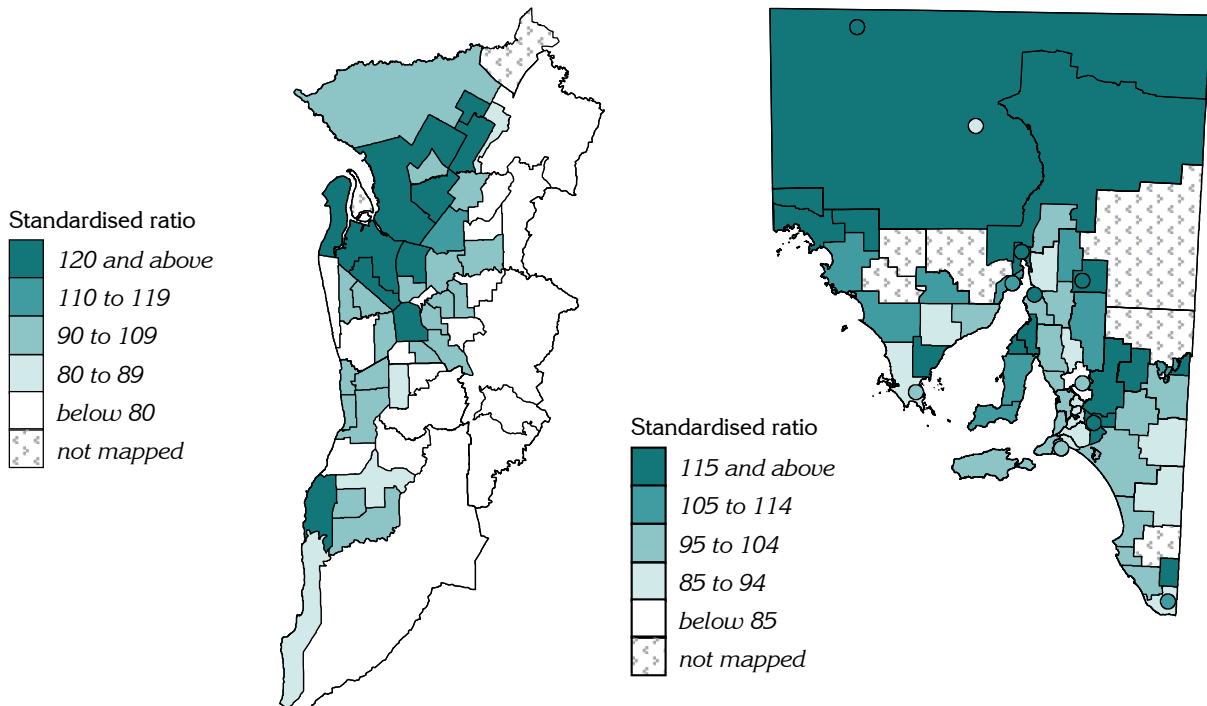 Standardised ratio
120 and above
110 to 119
90 to 109
80 to 89
below 80
not mapped
Standardised ratio
115 and above
105 to 114
95 to 104
85 to 94
below 85
not mapped